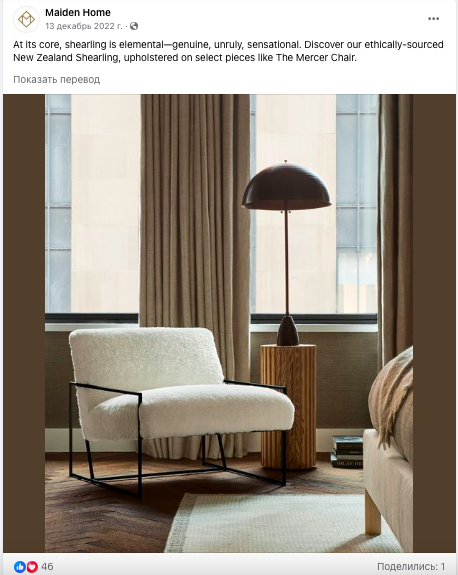 Maiden Home
13 декабрь 2022 г. ·
At its core, shearling is elemental—genuine, unruly, sensational. Discover our ethically-sourced
New Zealand Shearling, upholstered on select pieces like The Mercer Chair.
Показать перевод
46
Поделились: 1